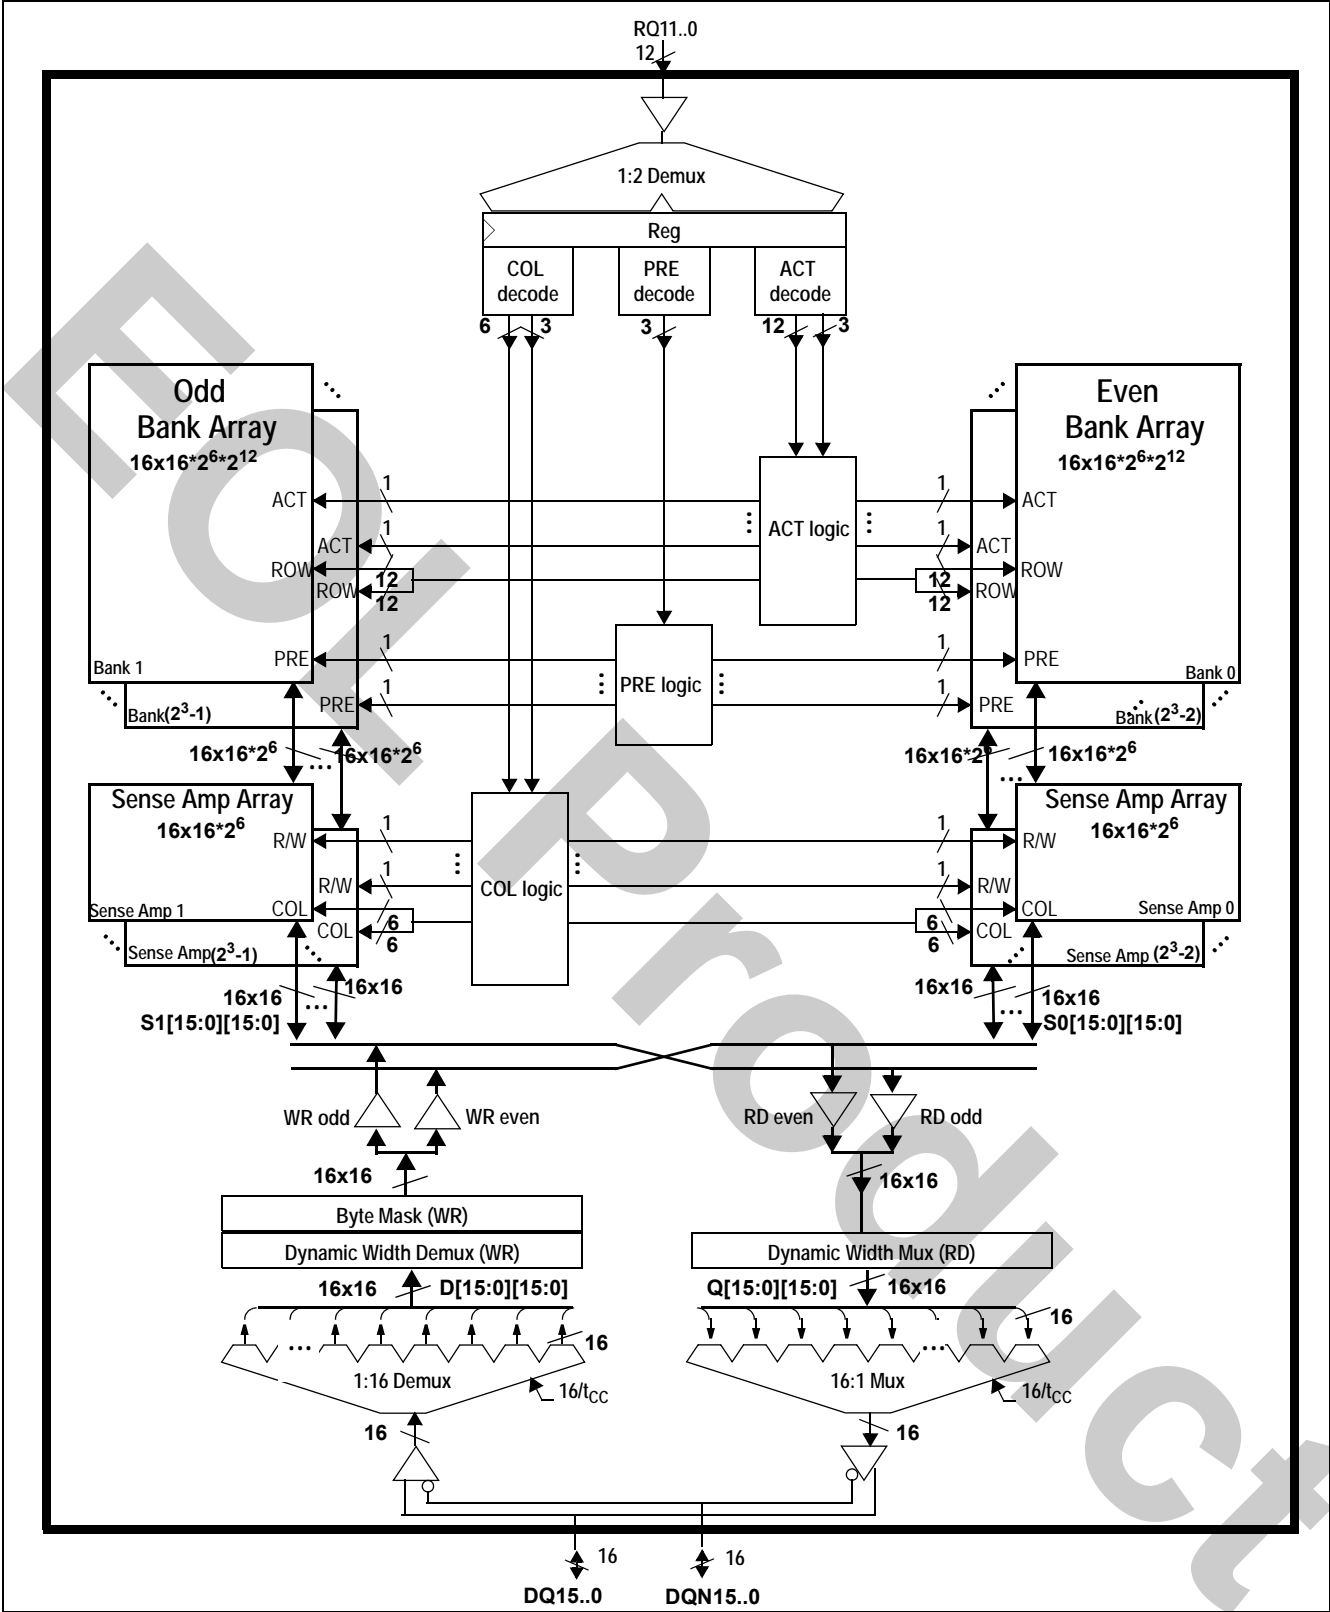 RQ11..0
12
1:2 Demux
Reg
COL decode
PRE decode
ACT decode
6 3
3
12 3
Odd
Bank Array
16x16*2^6*2^12
Even
Bank Array
16x16*2^6*2^12
ACT
1
ACT logic
1
ACT
ACT
1
1
ACT
ROW
12
12
ROW
ROW
12
12
ROW
PRE
1
PRE logic
1
PRE
Bank 1
Bank 0
PRE
1
1
PRE
Bank(2^3-1)
Bank(2^3-2)
16x16*2^6
16x16*2^6
16x16*2^6
16x16*2^6
Sense Amp Array
16x16*2^6
Sense Amp Array
16x16*2^6
R/W
1
1
R/W
R/W
1
COL logic
1
R/W
Sense Amp 1
COL
6
6
COL
Sense Amp 0
COL
6
6
COL
Sense Amp(2^3-1)
Sense Amp (2^3-2)
16x16
16x16
16x16
16x16
S1[15:0][15:0]
S0[15:0][15:0]
WR odd
WR even
RD even
RD odd
16x16
16x16
Byte Mask (WR)
Dynamic Width Demux (WR)
Dynamic Width Mux (RD)
16x16
D[15:0][15:0]
Q[15:0][15:0]
16x16
16
16
1:16 Demux
16/tCC
16:1 Mux
16/tCC
16
16
16
16
DQ15..0
DQN15..0
EOL Product